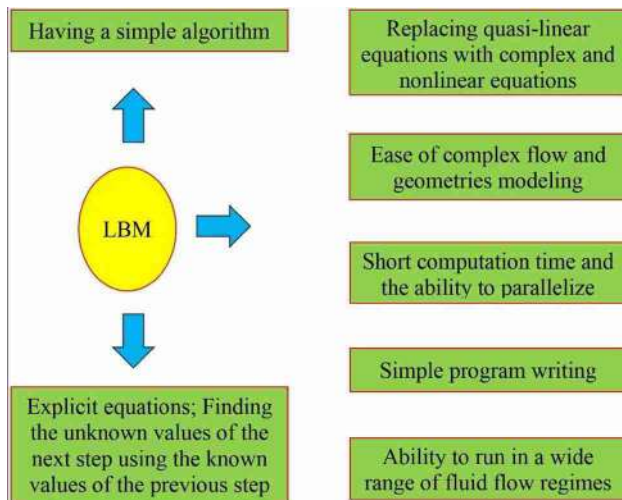 Having a simple algorithm
LBM
Explicit equations; Finding
the unknown values of the
next step using the known
values of the previous step
Replacing quasi-linear
equations with complex and
nonlinear equations
Ease of complex flow and
geometries modeling
Short computation time and
the ability to parallelize
Simple program writing
Ability to run in a wide
range of fluid flow regimes